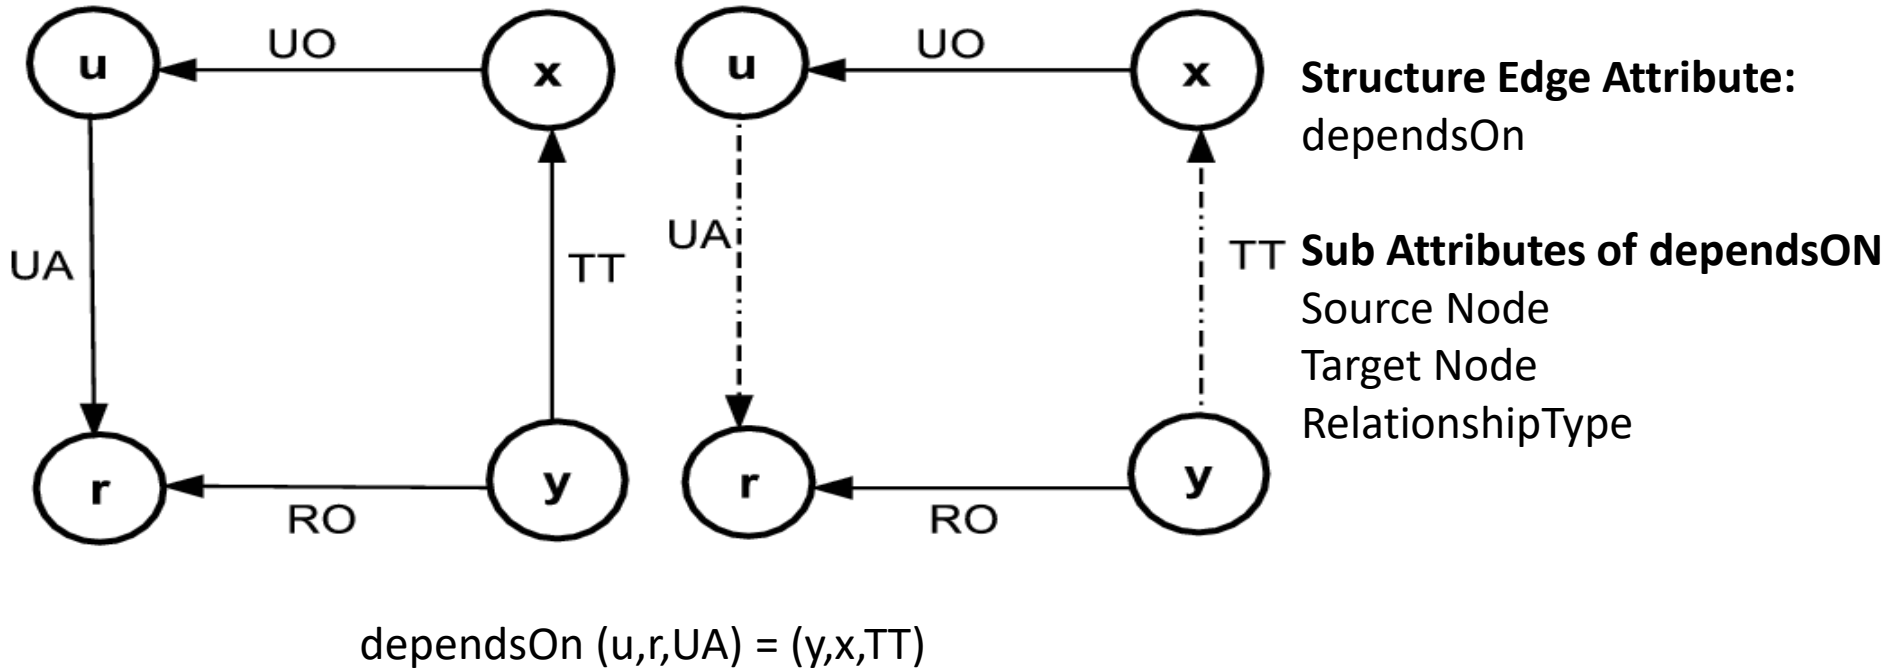 u
UO
x
UA
TT
r
RO
y
u
UO
x
UA
TT
r
RO
y
Structure Edge Attribute:
dependsOn
Sub Attributes of dependsON
Source Node
Target Node
RelationshipType
dependsOn (u,r,UA) = (y,x,TT)